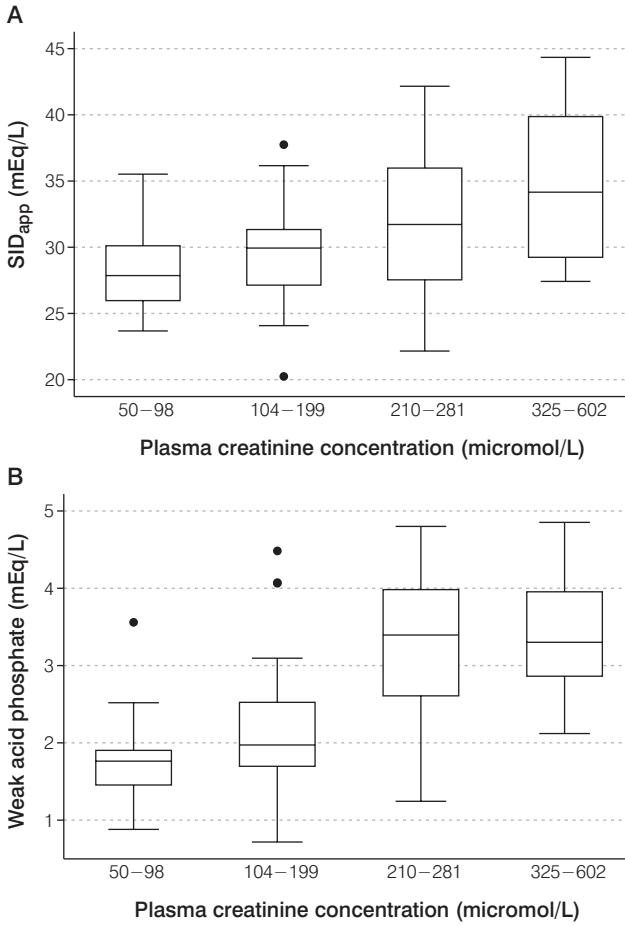 A
45
40
35
30
25
20
SIDapp (mEq/L)
50–98 104–199 210–281 325–602
Plasma creatinine concentration (micromol/L)
B
5
4
3
2
1
Weak acid phosphate (mEq/L)
50–98 104–199 210–281 325–602
Plasma creatinine concentration (micromol/L)